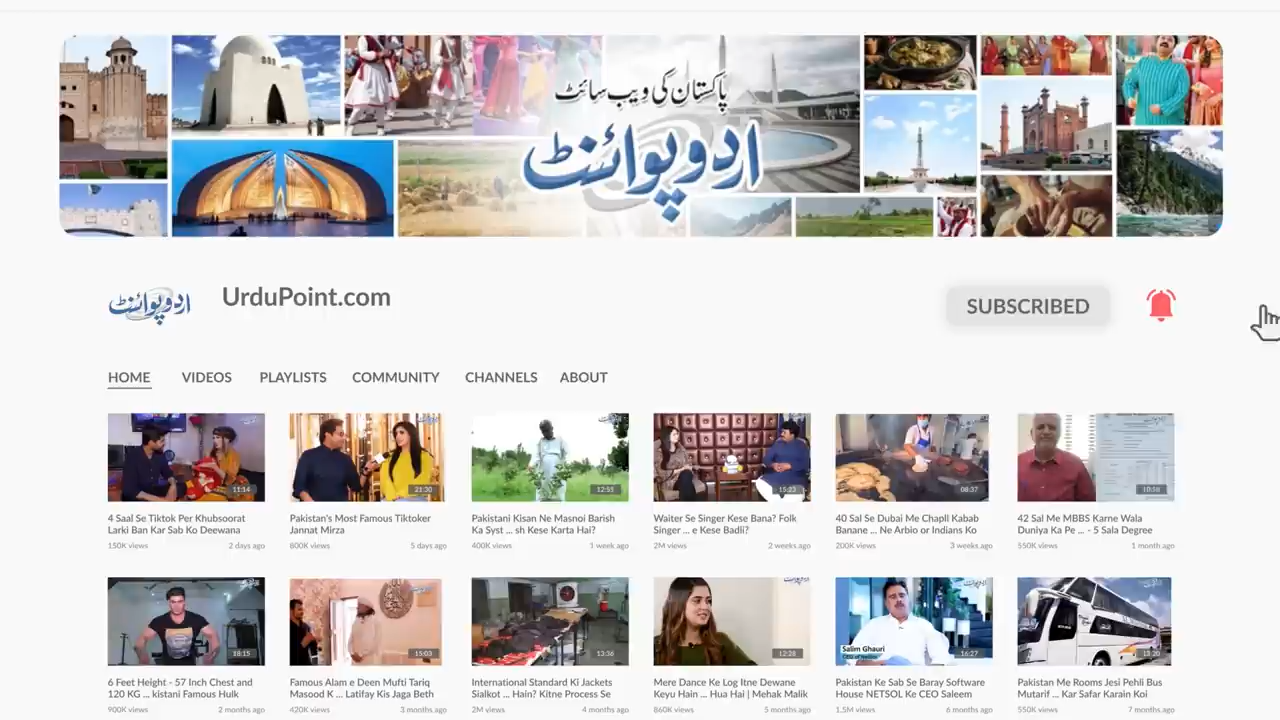 پاکستان کی ویب سائٹ
اردو پوائنٹ
اردو پوائنٹ
UrduPoint.com
SUBSCRIBED
HOME VIDEOS PLAYLISTS COMMUNITY CHANNELS ABOUT
11:14 21:30 12:55 15:23 08:37 10:58
4 Saal Se Tiktok Per Khubsoorat
Larki Ban Kar Sab Ko Deewana
150K views 2 days ago
Pakistan's Most Famous Tiktoker
Jannat Mirza
800K views 5 days ago
Pakistani Kisan Ne Masnoi Barish
Ka Syst ... sh Kese Karta Hai?
400K views 1 week ago
Waiter Se Singer Kese Bana? Folk
Singer ... e Kese Badli?
2M views 2 weeks ago
40 Sal Se Dubai Me Chapli Kabab
Banane ... Ne Arbio or Indians Ko
200K views 3 weeks ago
42 Sal Me MBBS Karne Wala
Duniya Ka Pe ... - 5 Sala Degree
550K views 1 month ago
18:15 15:03 13:36 12:28 16:27 13:20
Salim Ghauri
6 Feet Height - 57 Inch Chest and
120 KG ... kistani Famous Hulk
900K views 2 months ago
Famous Alam e Deen Mufti Tariq
Masood K ... Latifay Kis Jaga Beth
420K views 3 months ago
International Standard Ki Jackets
Sialkot ... Hain? Kitne Process Se
2M views 4 months ago
Mere Dance Ke Log Itne Dewane
Keyu Hain ... Hua Hai | Mehak Malik
860K views 5 months ago
Pakistan Ke Sab Se Baray Software
House NETSOL Ke CEO Saleem
1.5M views 6 months ago
Pakistan Me Rooms Jesi Pehli Bus
Mutarif ... Kar Safar Karain Koi
550K views 7 months ago